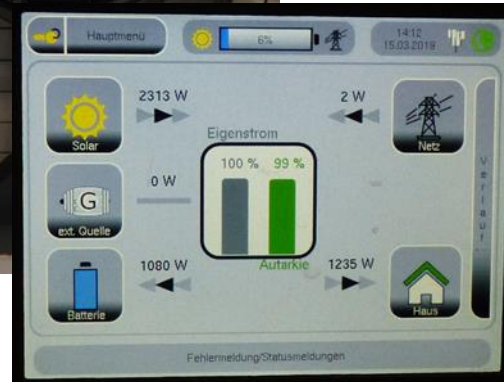 Hauptmenü
6%
14:12
15.03.2019
2313 W
2 W
Solar
Netz
Eigenstrom
100 %
99 %
G
0 W
ext. Quelle
Verlauf
1080 W
Autarkie
1235 W
Batterie
Haus
Fehlermeldung/Statusmeldungen